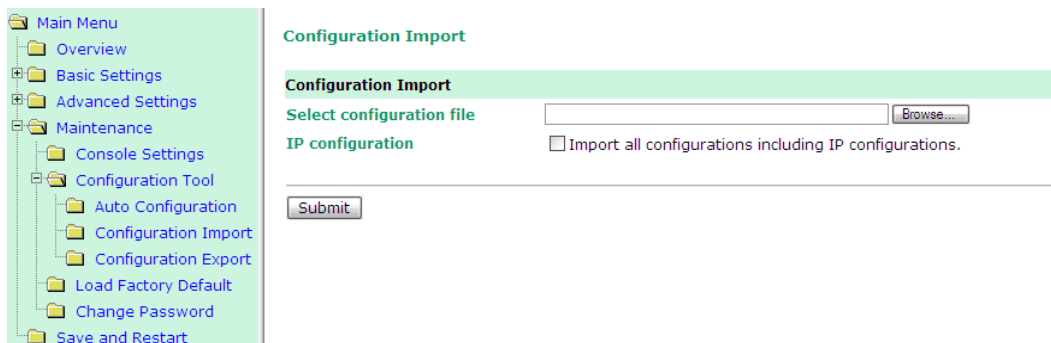 Main Menu
Overview
Basic Settings
Advanced Settings
Maintenance
Console Settings
Configuration Tool
Auto Configuration
Configuration Import
Configuration Export
Load Factory Default
Change Password
Save and Restart
Configuration Import
Configuration Import
Select configuration file Browse...
IP configuration Import all configurations including IP configurations.
Submit